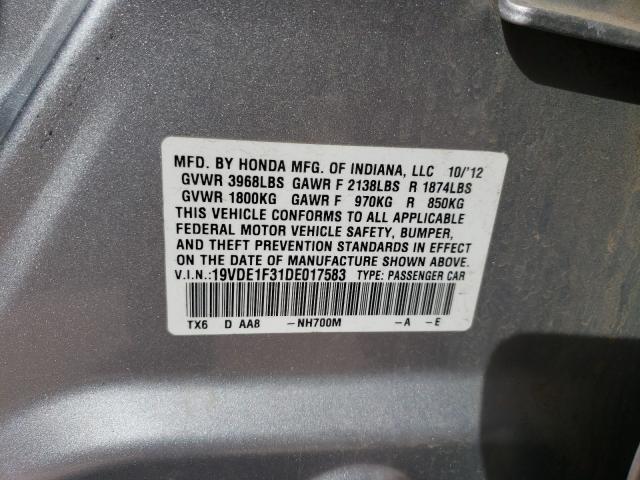 MFD. BY HONDA MFG. OF INDIANA, LLC 10/'12
GVWR 3968LBS GAWR F 2138LBS R 1874LBS
GVWR 1800KG GAWR F 970KG R 850KG
THIS VEHICLE CONFORMS TO ALL APPLICABLE
FEDERAL MOTOR VEHICLE SAFETY, BUMPER,
AND THEFT PREVENTION STANDARDS IN EFFECT
ON THE DATE OF MANUFACTURE SHOWN ABOVE.
V.I.N.:19VDE1F31DE017583 TYPE: PASSENGER CAR
TX6 D AA8 -NH700M -A -E